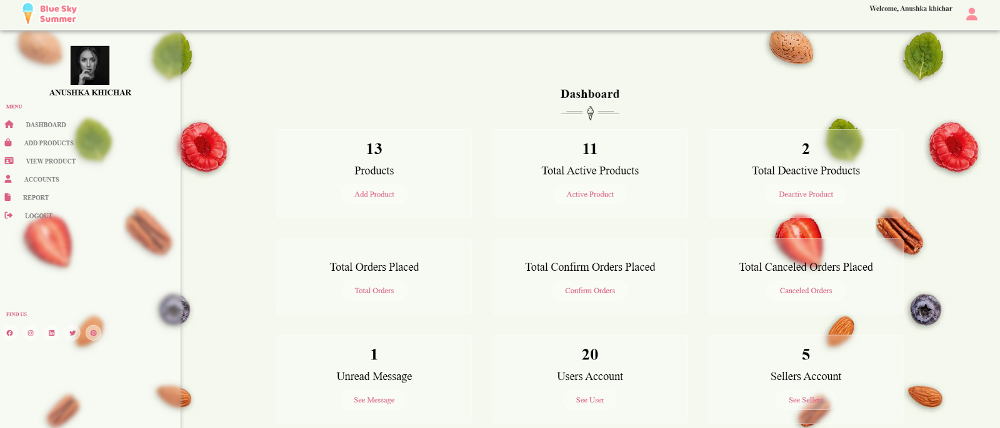 Blue Sky
Summer
Welcome, Anushka khichar
ANUSHKA KHICHAR
MENU
DASHBOARD
ADD PRODUCTS
VIEW PRODUCT
ACCOUNTS
REPORT
LOGOUT
FIND US
Dashboard
13
Products
Add Product
11
Total Active Products
Active Product
2
Total Deactive Products
Deactive Product
Total Orders Placed
Total Orders
Total Confirm Orders Placed
Confirm Orders
Total Canceled Orders Placed
Canceled Orders
1
Unread Message
See Message
20
Users Account
See User
5
Sellers Account
See Sellers